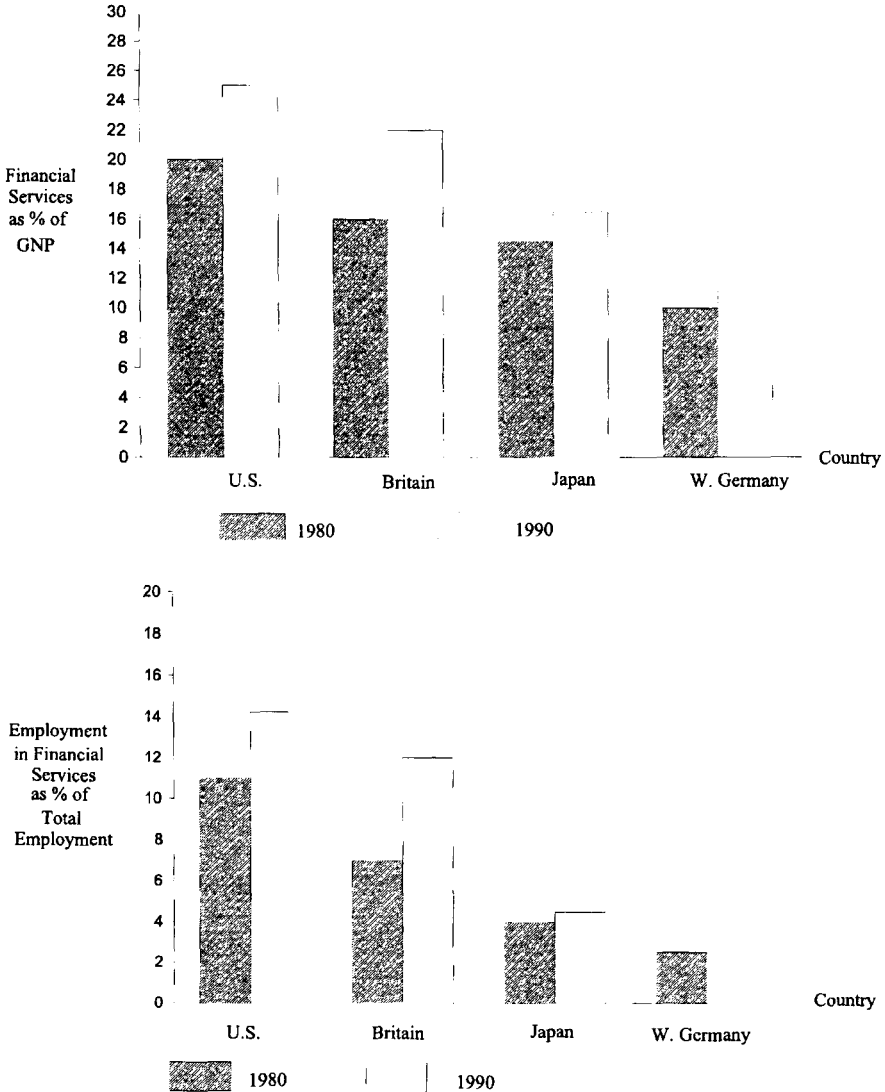 30
28
26
24
22
20
18
16
14
12
10
8
6
4
2
0
Financial
Services
as % of
GNP
U.S. Britain Japan W. Germany
Country
1980 1990
20
18
16
14
12
10
8
6
4
2
0
Employment
in Financial
Services
as % of
Total
Employment
U.S. Britain Japan W. Germany
Country
1980 1990